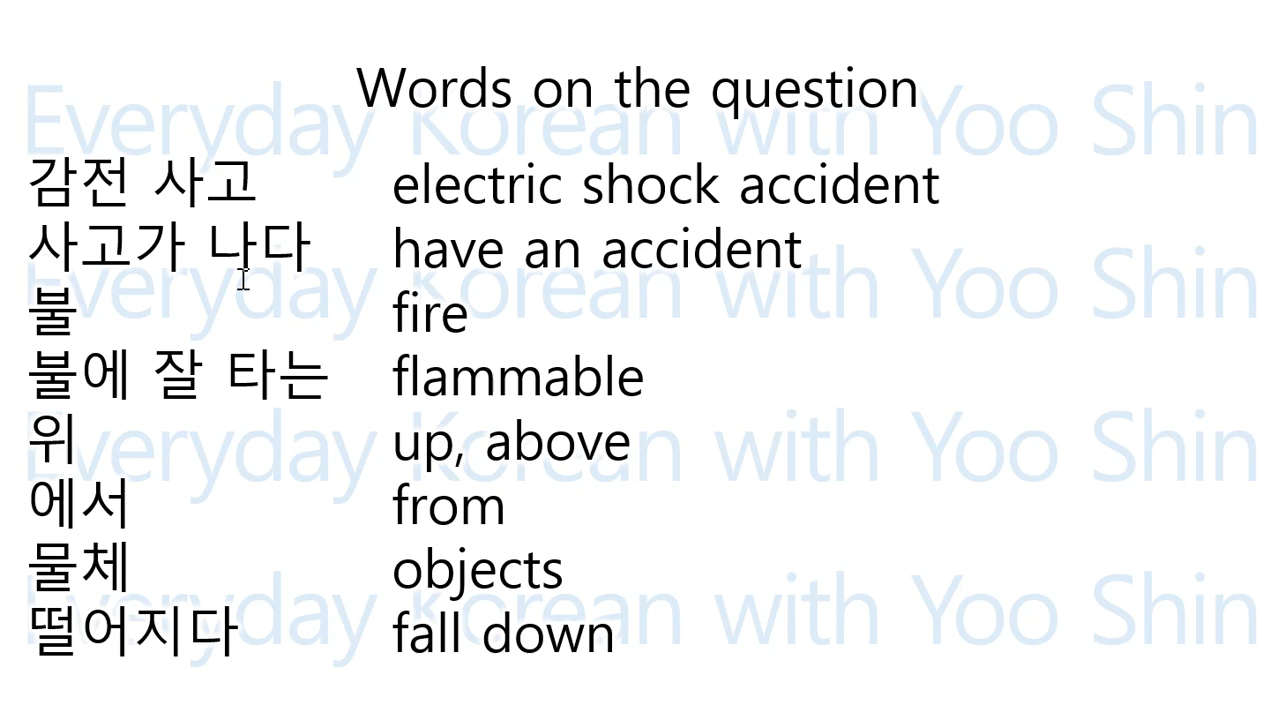 Words on the question
감전 사고 electric shock accident
사고가 나다 have an accident
불 fire
불에 잘 타는 flammable
위 up, above
에서 from
물체 objects
떨어지다 fall down
Everyday Korean with Yoo Shin
Everyday Korean with Yoo Shin
Everyday Korean with Yoo Shin
Everyday Korean with Yoo Shin